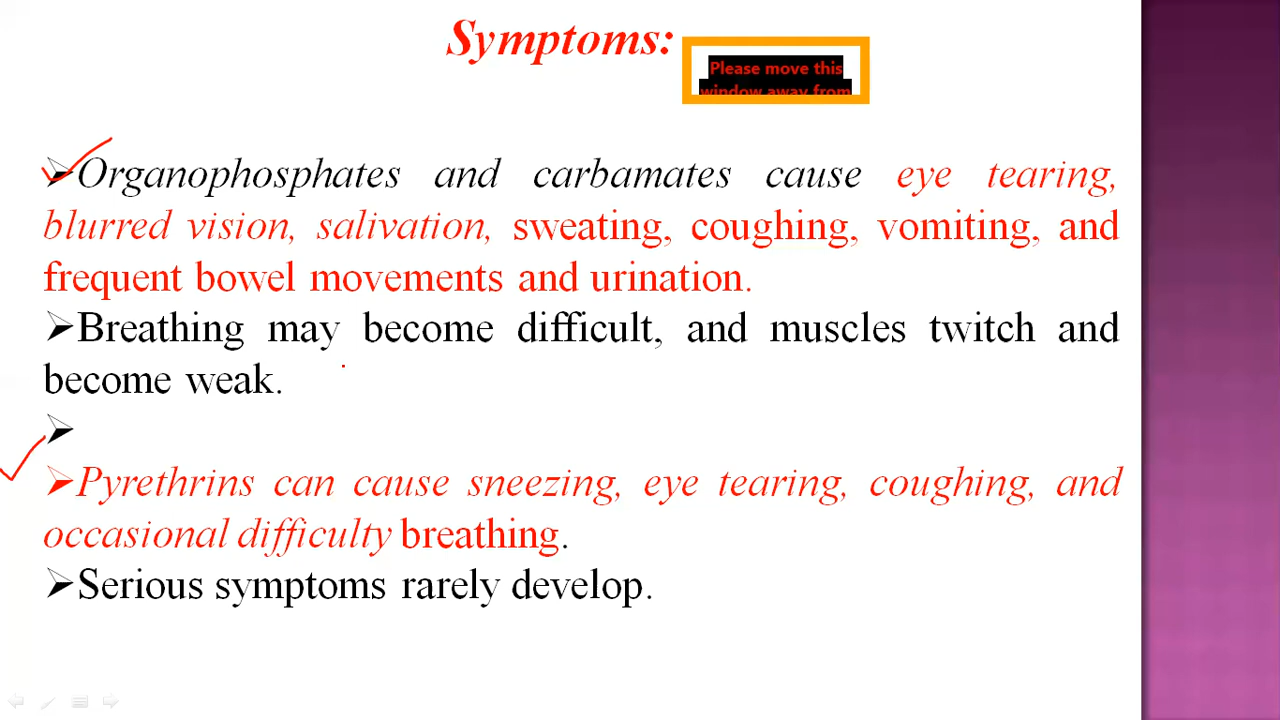 Symptoms:
Please move this
window away from
➢Organophosphates and carbamates cause eye tearing,
blurred vision, salivation, sweating, coughing, vomiting, and
frequent bowel movements and urination.
➢Breathing may become difficult, and muscles twitch and
become weak.
➢
➢Pyrethrins can cause sneezing, eye tearing, coughing, and
occasional difficulty breathing.
➢Serious symptoms rarely develop.